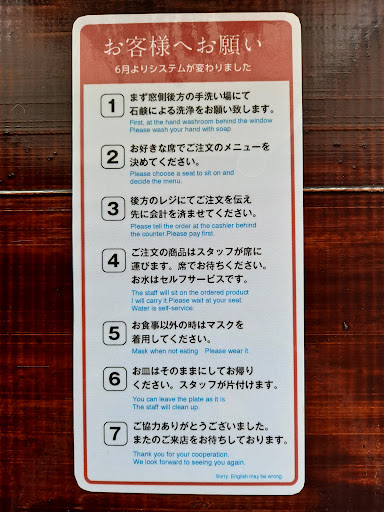 お客様へお願い
6月よりシステムが変わりました
1 まず窓側後方の手洗い場にて
石鹸による洗浄をお願い致します。
First, at the hand washroom behind the window
Please wash your hand with soap
2 お好きな席でご注文のメニューを
決めてください。
Please choose a seat to sit on and
decide the menu.
3 後方のレジにてご注文を伝え
先に会計を済ませてください。
Please tell the order at the cashier behind
the counter.Please pay first.
4 ご注文の商品はスタッフが席に
運びます。席でお待ちください。
お水はセルフサービスです。
The staff will sit on the ordered product
I will carry it.Please wait at your seat.
Water is self-service.
5 お食事以外の時はマスクを
着用してください。
Mask when not eating Please wear it.
6 お皿はそのままにしてお帰り
ください。スタッフが片付けます。
You can leave the plate as it is
The staff will clean up.
7 ご協力ありがとうございました。
またのご来店をお待ちしております。
Thank you for your cooperation.
We look forward to seeing you again.
Sorry. English may be wrong